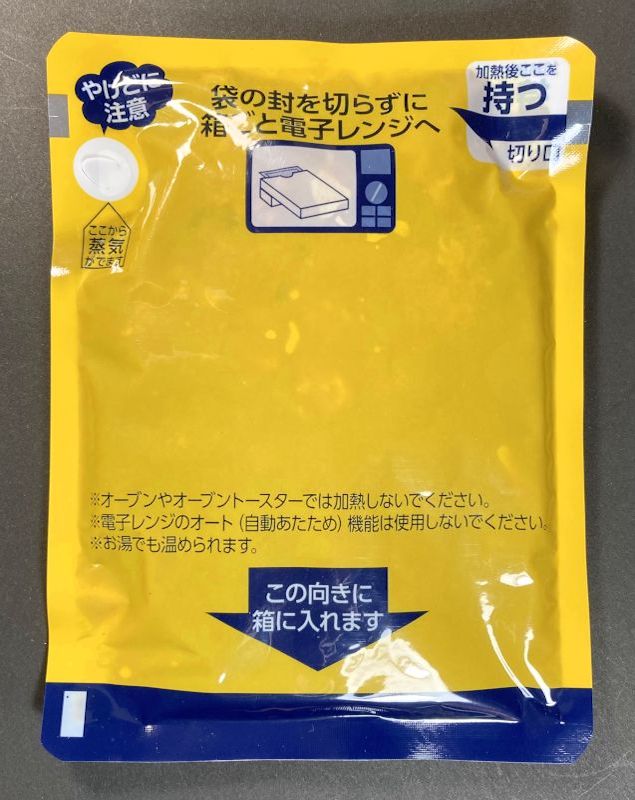 やけどに
注意
袋の封を切らずに
箱ごと電子レンジへ
加熱後ここを
持つ
切り口
ここから
蒸気
がでます
※オーブンやオーブントースターでは加熱しないでください。
※電子レンジのオート（自動あたため）機能は使用しないでください。
※お湯でも温められます。
この向きに
箱に入れます